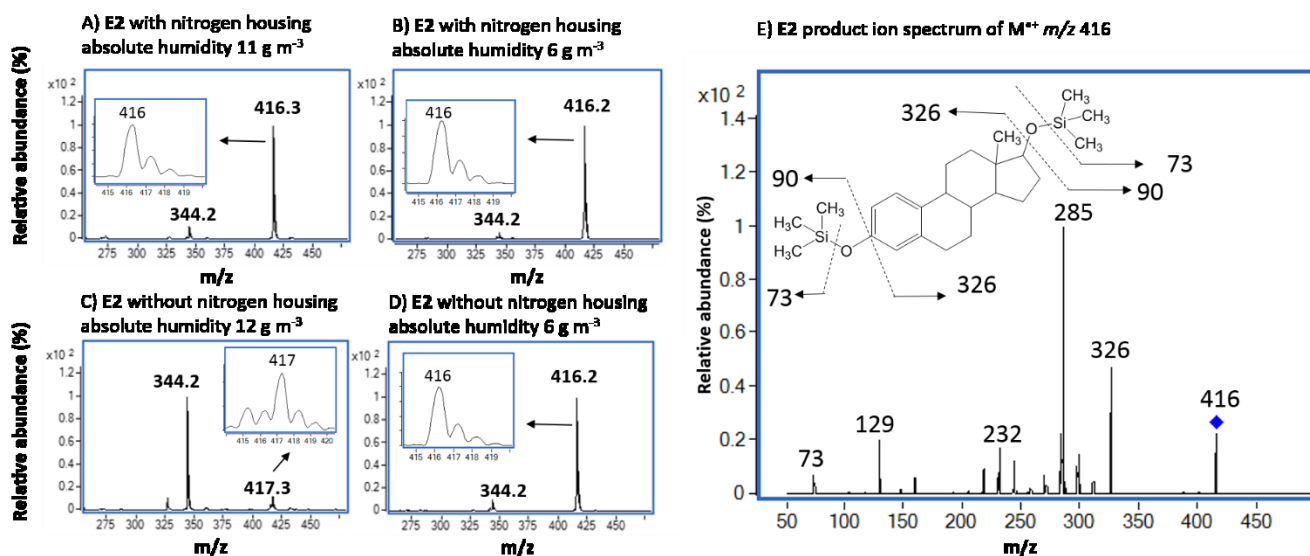 A) E2 with nitrogen housing
absolute humidity 11 g m⁻³
Relative abundance (%)
x10 ²
1.2
1
0.8
0.6
0.4
0.2
0
416
415 416 417 418 419
344.2
416.3
275 300 325 350 375 400 425 450
m/z
B) E2 with nitrogen housing
absolute humidity 6 g m⁻³
x10 ²
1.2
1
0.8
0.6
0.4
0.2
0
416
415 416 417 418 419
344.2
416.2
275 300 325 350 375 400 425 450
m/z
C) E2 without nitrogen housing
absolute humidity 12 g m⁻³
Relative abundance (%)
x10 ²
1.2
1
0.8
0.6
0.4
0.2
0
344.2
417
415 416 417 418 419 420
417.3
275 300 325 350 375 400 425 450
m/z
D) E2 without nitrogen housing
absolute humidity 6 g m⁻³
x10 ²
1.2
1
0.8
0.6
0.4
0.2
0
416
415 416 417 418 419
344.2
416.2
275 300 325 350 375 400 425 450
m/z
E) E2 product ion spectrum of M•+ m/z 416
Relative abundance (%)
x10 ²
1.4
1.2
1
0.8
0.6
0.4
0.2
0
326
CH₃
Si
CH₃
O
CH₃
CH₃
73
90
90
CH₃
H₃C
Si
O
H₃C
73
326
285
326
416
129
232
73
50 100 150 200 250 300 350 400 450
m/z